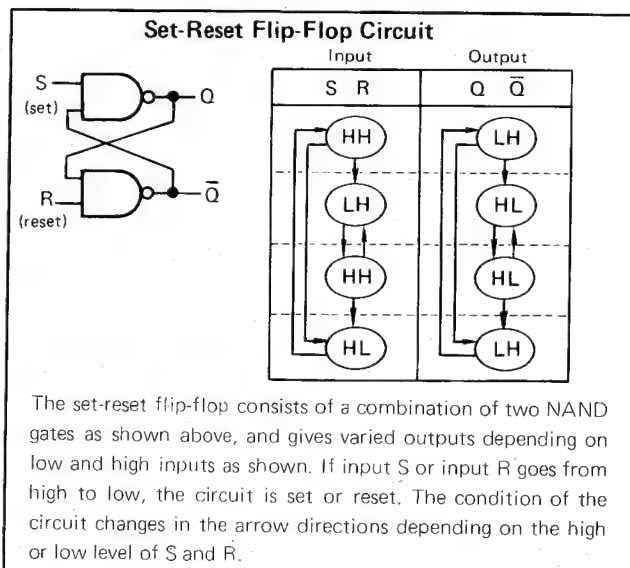 Set-Reset Flip-Flop Circuit
Input Output
S R Q Q̅
S (set) Q
R (reset) Q̅
HH LH
LH HL
HH HL
HL LH
The set-reset flip-flop consists of a combination of two NAND
gates as shown above, and gives varied outputs depending on
low and high inputs as shown. If input S or input R goes from
high to low, the circuit is set or reset. The condition of the
circuit changes in the arrow directions depending on the high
or low level of S and R.